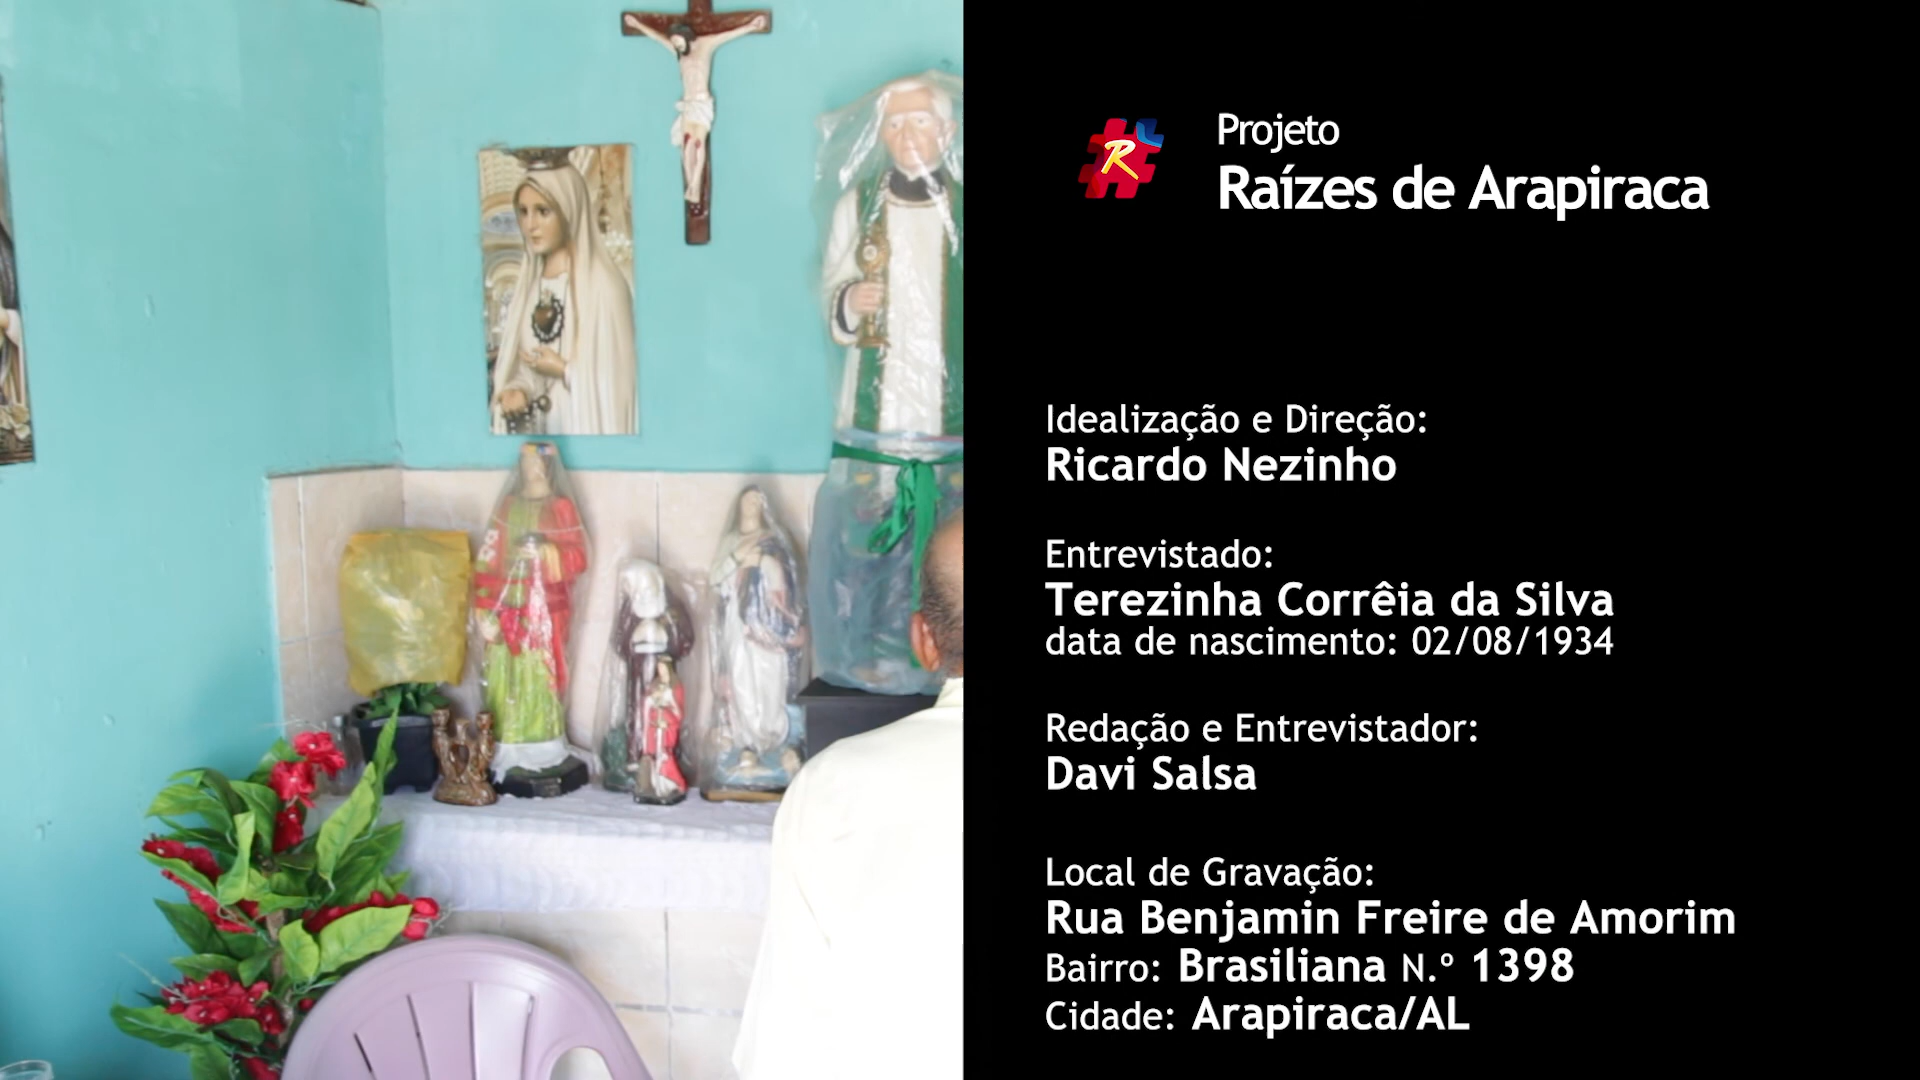 R
Projeto
Raízes de Arapiraca
Idealização e Direção:
Ricardo Nezinho
Entrevistado:
Terezinha Corrêia da Silva
data de nascimento: 02/08/1934
Redação e Entrevistador:
Davi Salsa
Local de Gravação:
Rua Benjamin Freire de Amorim
Bairro: Brasiliana N.º 1398
Cidade: Arapiraca/AL